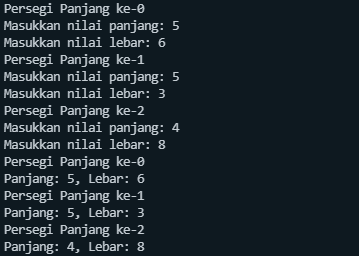 Persegi Panjang ke-0
Masukkan nilai panjang: 5
Masukkan nilai lebar: 6
Persegi Panjang ke-1
Masukkan nilai panjang: 5
Masukkan nilai lebar: 3
Persegi Panjang ke-2
Masukkan nilai panjang: 4
Masukkan nilai lebar: 8
Persegi Panjang ke-0
Panjang: 5, Lebar: 6
Persegi Panjang ke-1
Panjang: 5, Lebar: 3
Persegi Panjang ke-2
Panjang: 4, Lebar: 8